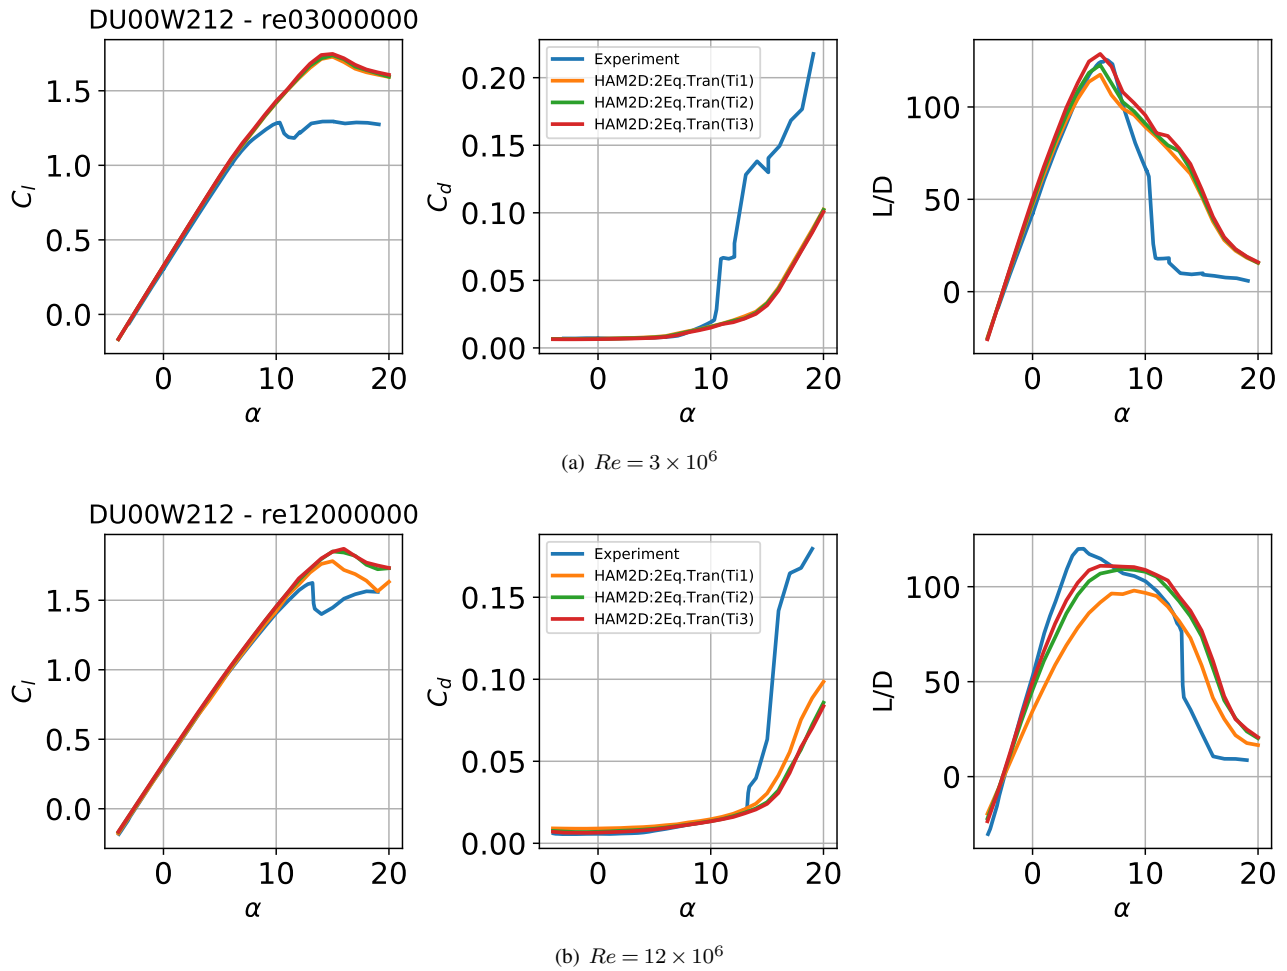 DU00W212 - re03000000
C_l
1.5
1.0
0.5
0.0
0 10 20
α
C_d
0.20
0.15
0.10
0.05
0.00
Experiment
HAM2D:2Eq.Tran(Ti1)
HAM2D:2Eq.Tran(Ti2)
HAM2D:2Eq.Tran(Ti3)
0 10 20
α
L/D
100
50
0
0 10 20
α
(a) Re = 3 × 10^6
DU00W212 - re12000000
C_l
1.5
1.0
0.5
0.0
0 10 20
α
C_d
0.15
0.10
0.05
0.00
Experiment
HAM2D:2Eq.Tran(Ti1)
HAM2D:2Eq.Tran(Ti2)
HAM2D:2Eq.Tran(Ti3)
0 10 20
α
L/D
100
50
0
0 10 20
α
(b) Re = 12 × 10^6